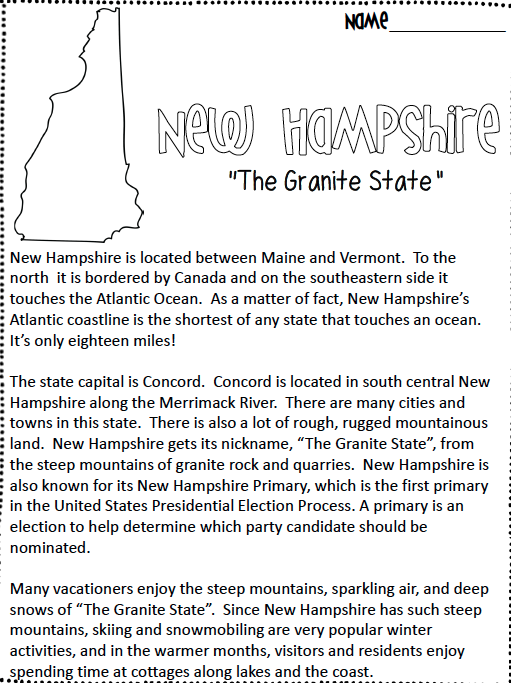 Name
New Hampshire
"The Granite State"
New Hampshire is located between Maine and Vermont.  To the
north  it is bordered by Canada and on the southeastern side it
touches the Atlantic Ocean.  As a matter of fact, New Hampshire’s
Atlantic coastline is the shortest of any state that touches an ocean.
It’s only eighteen miles!
The state capital is Concord.  Concord is located in south central New
Hampshire along the Merrimack River.  There are many cities and
towns in this state.  There is also a lot of rough, rugged mountainous
land.  New Hampshire gets its nickname, “The Granite State”, from
the steep mountains of granite rock and quarries.  New Hampshire is
also known for its New Hampshire Primary, which is the first primary
in the United States Presidential Election Process. A primary is an
election to help determine which party candidate should be
nominated.
Many vacationers enjoy the steep mountains, sparkling air, and deep
snows of “The Granite State”.  Since New Hampshire has such steep
mountains, skiing and snowmobiling are very popular winter
activities, and in the warmer months, visitors and residents enjoy
spending time at cottages along lakes and the coast.